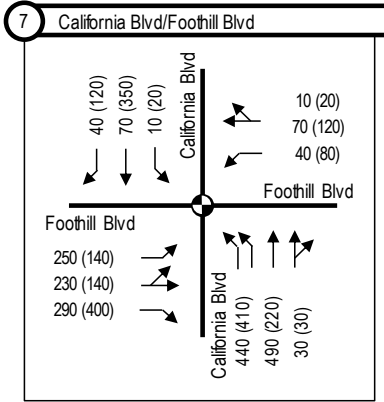 7 California Blvd/Foothill Blvd
40 (120)
70 (350)
10 (20)
California Blvd
10 (20)
70 (120)
40 (80)
Foothill Blvd
Foothill Blvd
250 (140)
230 (140)
290 (400)
California Blvd
440 (410)
490 (220)
30 (30)